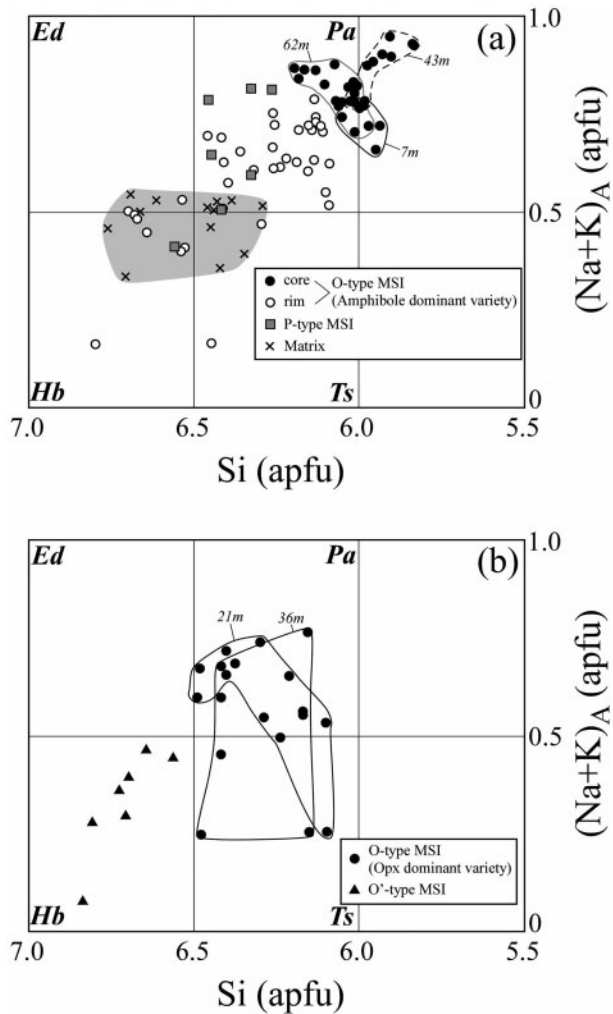 Ed Pa (a)
62m
43m
7m
core
rim
O-type MSI
(Amphibole dominant variety)
P-type MSI
Matrix
Hb Ts
1.0
0.5
0
(Na+K)A (apfu)
7.0 6.5 6.0 5.5
Si (apfu)
Ed Pa (b)
21m 36m
O-type MSI
(Opx dominant variety)
O'-type MSI
Hb Ts
1.0
0.5
0
(Na+K)A (apfu)
7.0 6.5 6.0 5.5
Si (apfu)